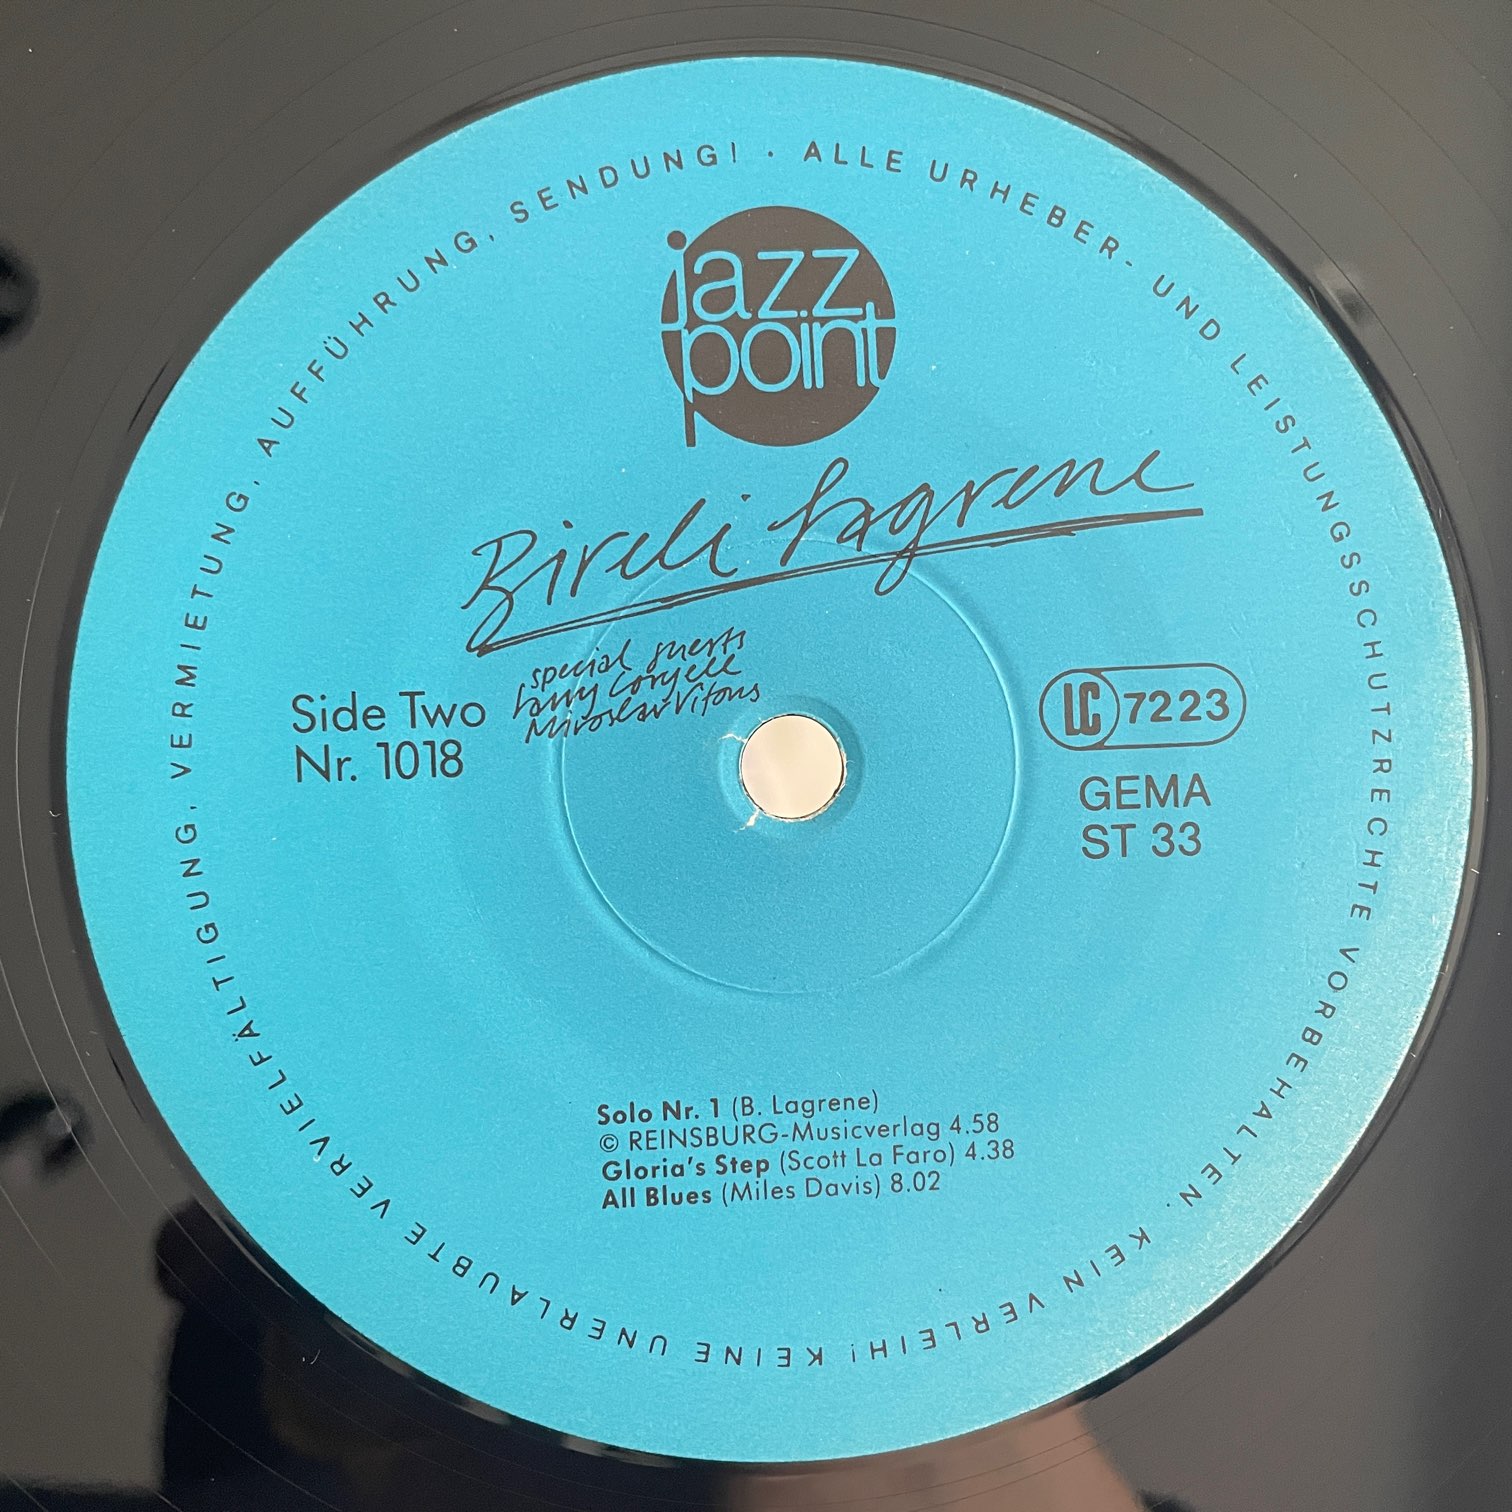 ALLE URHEBER- UND LEISTUNGSSCHUTZRECHTE VORBEHALTEN. KEIN VERLEIH! KEINE UNERLAUBTE VERVIELFÄLTIGUNG, VERMIETUNG, AUFFÜHRUNG, SENDUNG! ·
jazz
point
Bireli Lagrene
special guests
Larry Coryell
Miroslav Vitous
Side Two
Nr. 1018
LC 7223
GEMA
ST 33
Solo Nr. 1 (B. Lagrene)
© REINSBURG-Musicverlag 4.58
Gloria's Step (Scott La Faro) 4.38
All Blues (Miles Davis) 8.02